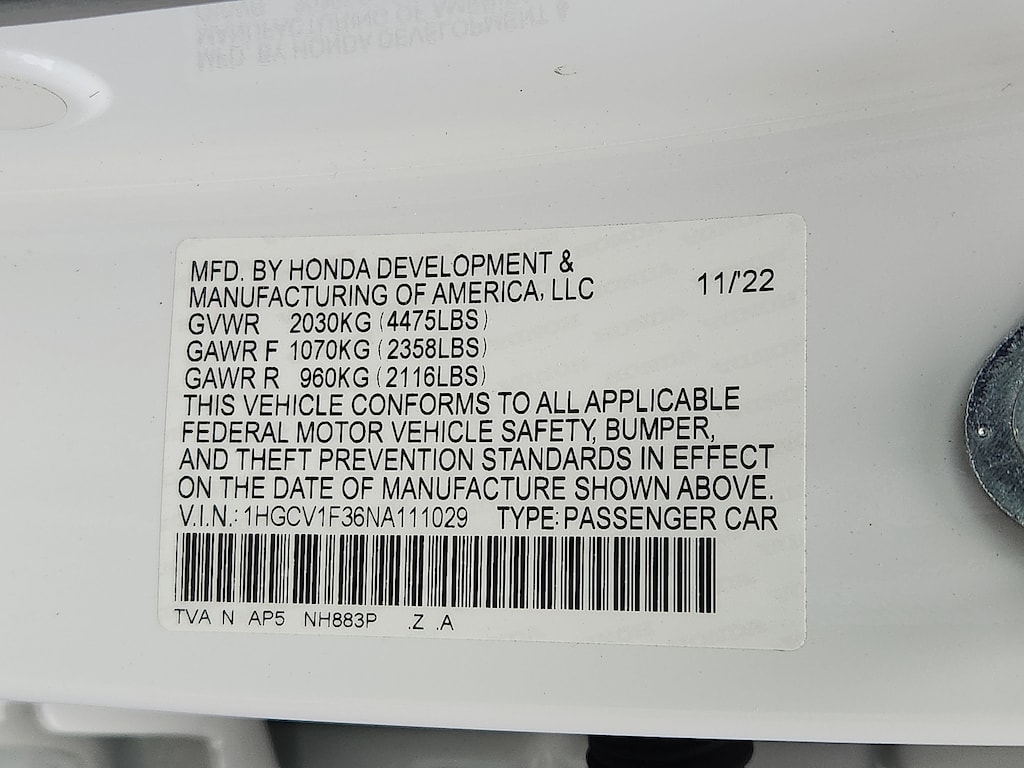 MFD. BY HONDA DEVELOPMENT &
MANUFACTURING OF AMERICA, LLC 11/'22
GVWR 2030KG (4475LBS)
GAWR F 1070KG (2358LBS)
GAWR R 960KG (2116LBS)
THIS VEHICLE CONFORMS TO ALL APPLICABLE
FEDERAL MOTOR VEHICLE SAFETY, BUMPER,
AND THEFT PREVENTION STANDARDS IN EFFECT
ON THE DATE OF MANUFACTURE SHOWN ABOVE.
V.I.N.: 1HGCV1F36NA111029 TYPE: PASSENGER CAR
TVA N AP5 NH883P .Z .A